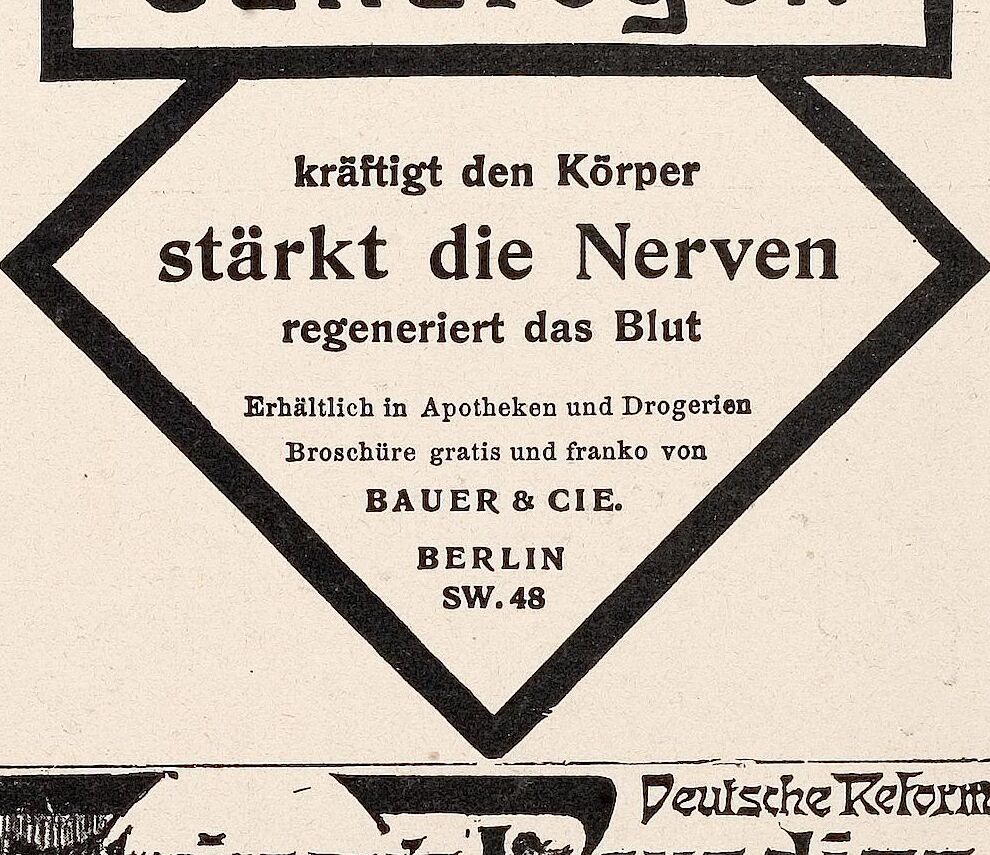 kräftigt den Körper
stärkt die Nerven
regeneriert das Blut
Erhältlich in Apotheken und Drogerien
Broschüre gratis und franko von
BAUER & CIE.
BERLIN
SW. 48
Deutsche Reform